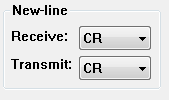 New-line
Receive: CR
Transmit: CR